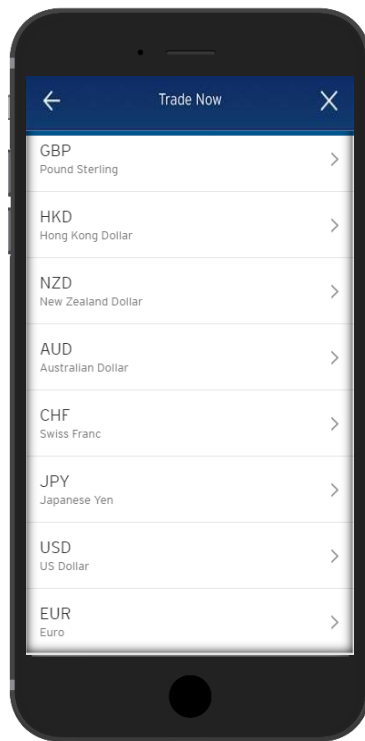 Trade Now
GBP
Pound Sterling
HKD
Hong Kong Dollar
NZD
New Zealand Dollar
AUD
Australian Dollar
CHF
Swiss Franc
JPY
Japanese Yen
USD
US Dollar
EUR
Euro